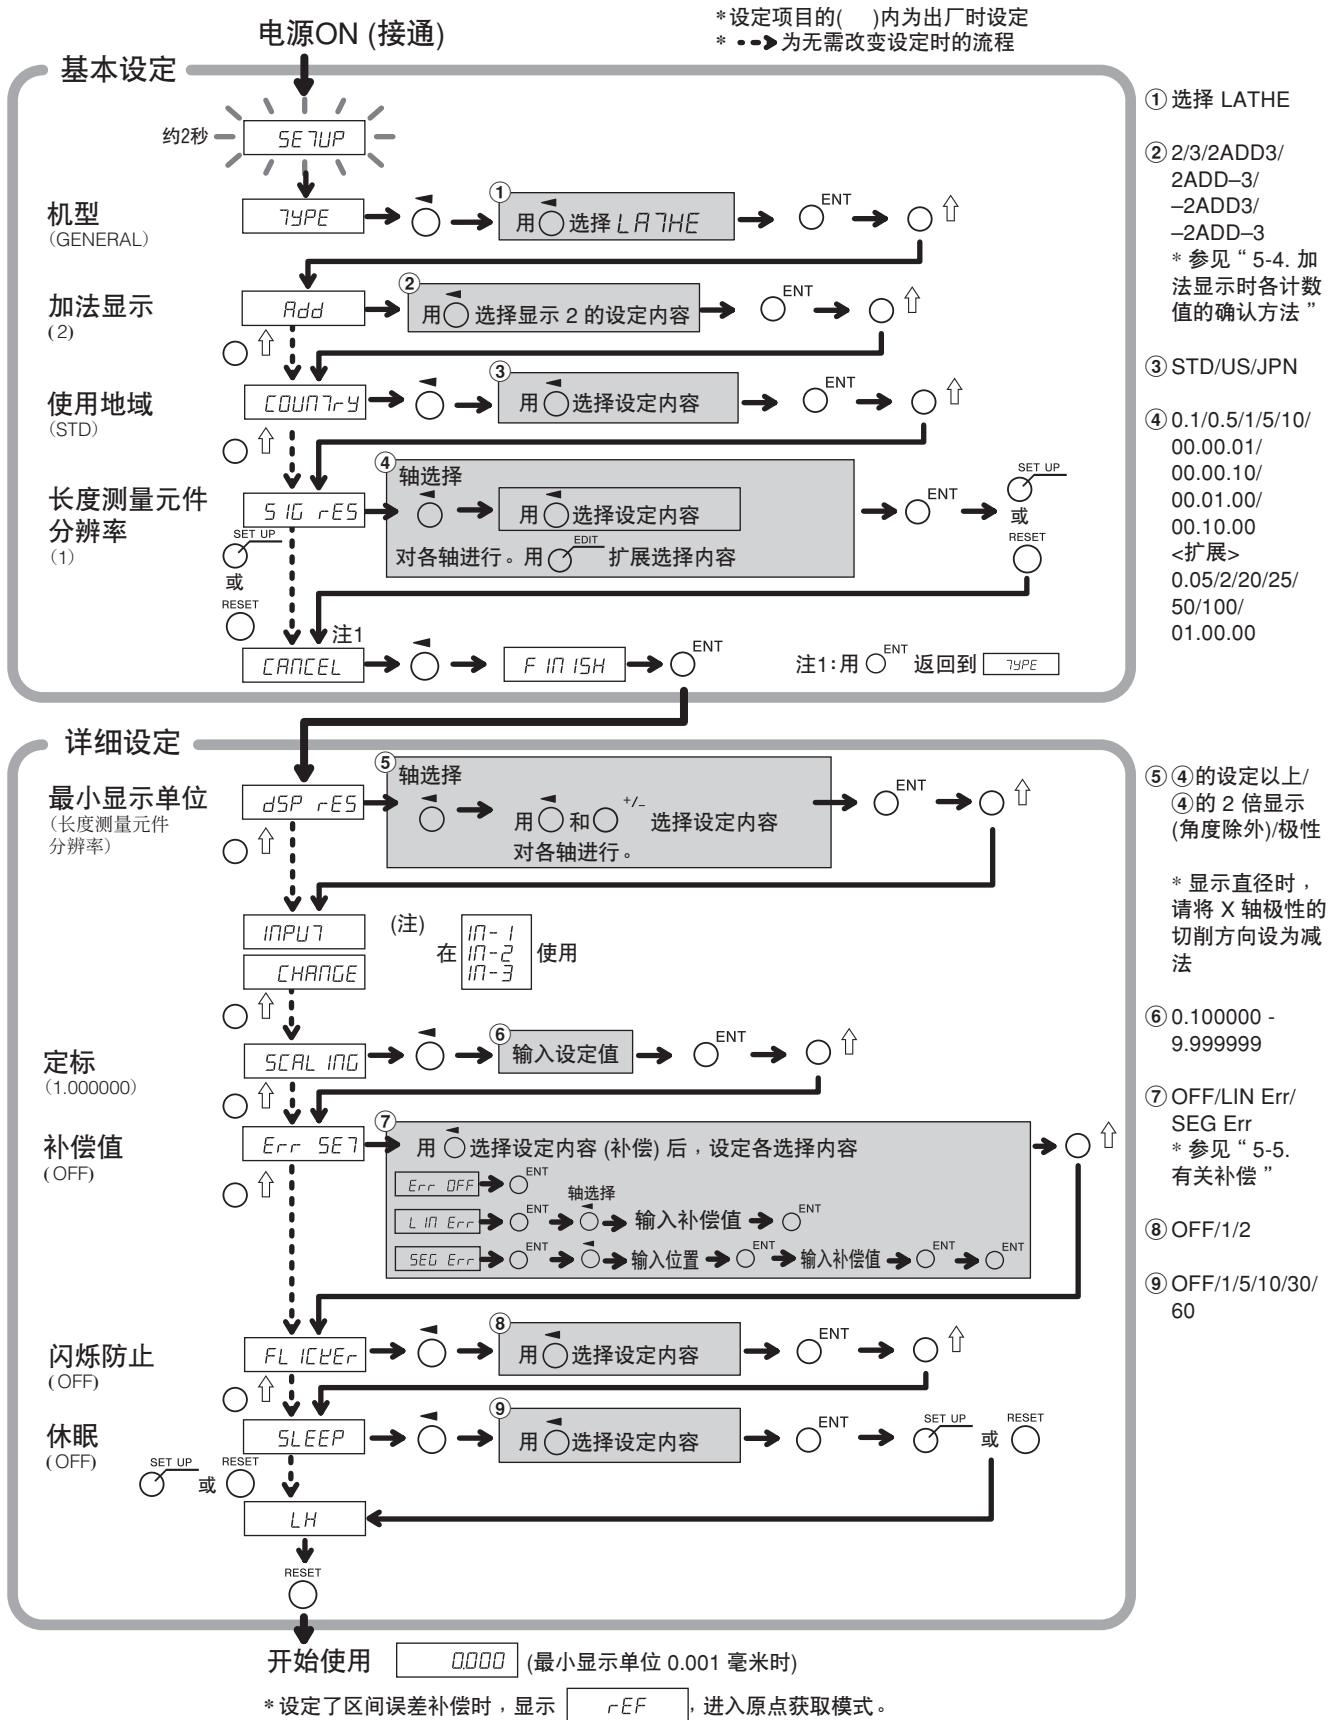 电源ON (接通)
*设定项目的(　)内为出厂时设定
* 为无需改变设定时的流程
基本设定
约2秒
SETUP
机型
(GENERAL)
TYPE
①
用 选择 LATHE
ENT
加法显示
(2)
Add
②
用 选择显示 2 的设定内容
ENT
使用地域
(STD)
COUNTrY
③
用 选择设定内容
ENT
长度测量元件
分辨率
(1)
SIG rES
④
轴选择
用 选择设定内容
对各轴进行。用 EDIT 扩展选择内容
ENT
SET UP
或
RESET
SET UP
或
RESET
注1
CANCEL
FINISH
ENT
注1:用 ENT 返回到 TYPE
① 选择 LATHE
② 2/3/2ADD3/
2ADD–3/
–2ADD3/
–2ADD–3
* 参见“ 5-4. 加
法显示时各计数
值的确认方法 ”
③ STD/US/JPN
④ 0.1/0.5/1/5/10/
00.00.01/
00.00.10/
00.01.00/
00.10.00
<扩展>
0.05/2/20/25/
50/100/
01.00.00
详细设定
最小显示单位
(长度测量元件
分辨率)
dSP rES
⑤
轴选择
用 和 +/- 选择设定内容
对各轴进行。
ENT
INPUT
CHANGE
(注)
在
IN-1
IN-2
IN-3
使用
定标
(1.000000)
SCALING
⑥
输入设定值
ENT
补偿值
(OFF)
Err SET
⑦
用 选择设定内容 (补偿) 后，设定各选择内容
Err OFF ENT
轴选择
LIN Err ENT 输入补偿值 ENT
SEG Err ENT 输入位置 ENT 输入补偿值 ENT ENT
闪烁防止
(OFF)
FLICKEr
⑧
用 选择设定内容
ENT
休眠
(OFF)
SLEEP
⑨
用 选择设定内容
ENT
SET UP
或
RESET
SET UP
或
RESET
LH
RESET
⑤ ④的设定以上/
④的 2 倍显示
(角度除外)/极性
* 显示直径时，
请将 X 轴极性的
切削方向设为减
法
⑥ 0.100000 -
9.999999
⑦ OFF/LIN Err/
SEG Err
* 参见“ 5-5.
有关补偿 ”
⑧ OFF/1/2
⑨ OFF/1/5/10/30/
60
开始使用 0.000 (最小显示单位 0.001 毫米时)
*设定了区间误差补偿时，显示 rEF ，进入原点获取模式。